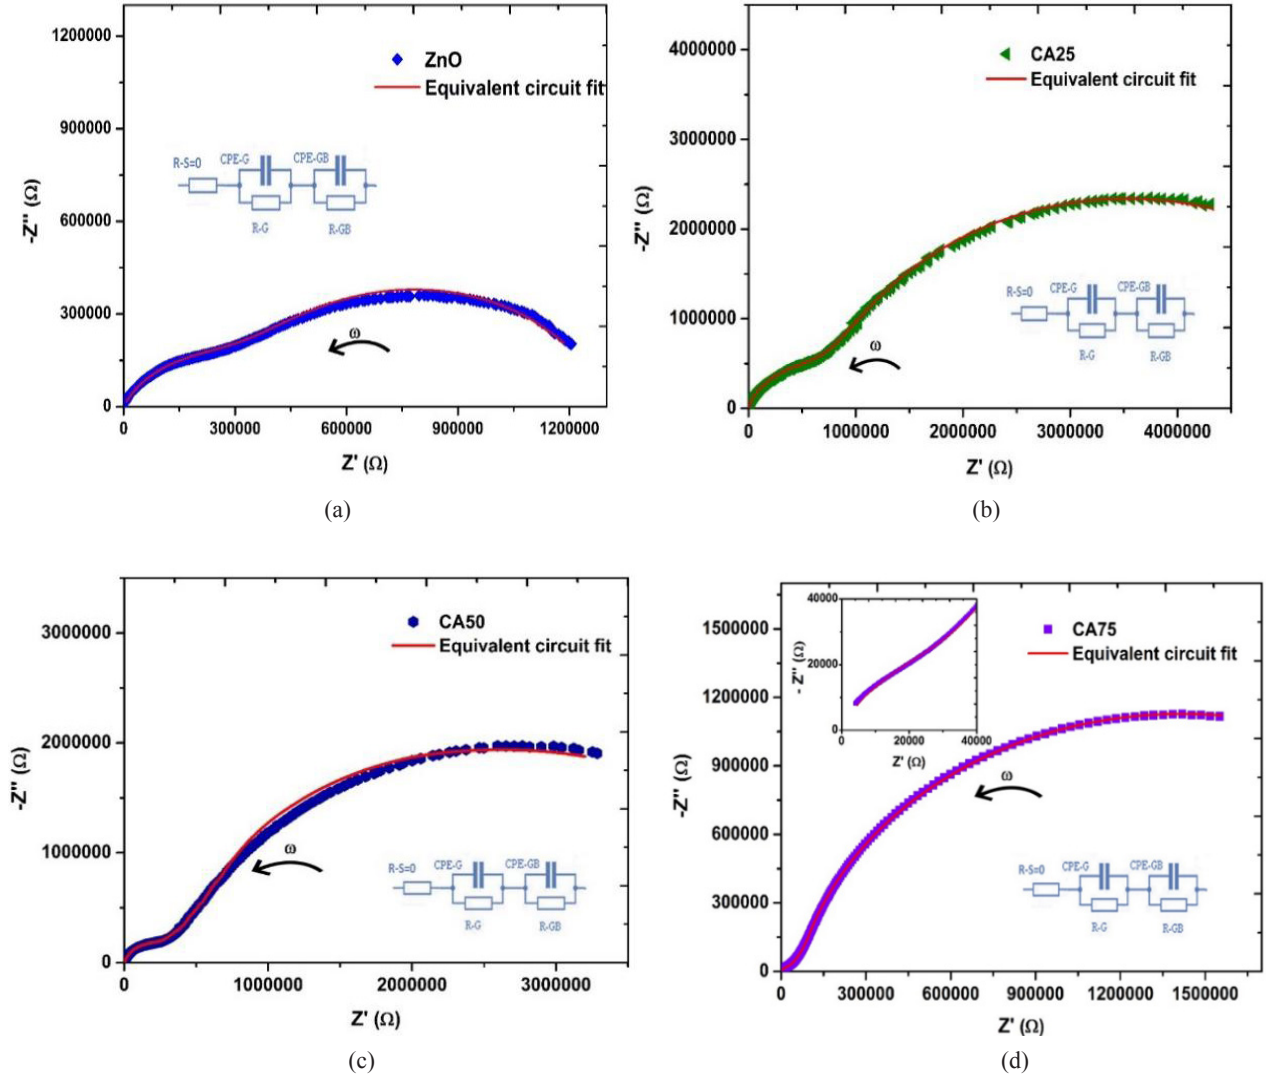 1200000
900000
600000
300000
0
-Z'' (Ω)
ZnO
Equivalent circuit fit
R-S=0
CPE-G
CPE-GB
R-G
R-GB
ω
0
300000
600000
900000
1200000
Z' (Ω)
(a)
4000000
3000000
2000000
1000000
0
-Z'' (Ω)
CA25
Equivalent circuit fit
R-S=0
CPE-G
CPE-GB
R-G
R-GB
ω
0
1000000
2000000
3000000
4000000
Z' (Ω)
(b)
3000000
2000000
1000000
0
-Z'' (Ω)
CA50
Equivalent circuit fit
ω
R-S=0
CPE-G
CPE-GB
R-G
R-GB
0
1000000
2000000
3000000
Z' (Ω)
(c)
1500000
1200000
900000
600000
300000
0
-Z'' (Ω)
40000
20000
0
- Z'' (Ω)
0
20000
40000
Z' (Ω)
CA75
Equivalent circuit fit
ω
R-S=0
CPE-G
CPE-GB
R-G
R-GB
0
300000
600000
900000
1200000
1500000
Z' (Ω)
(d)